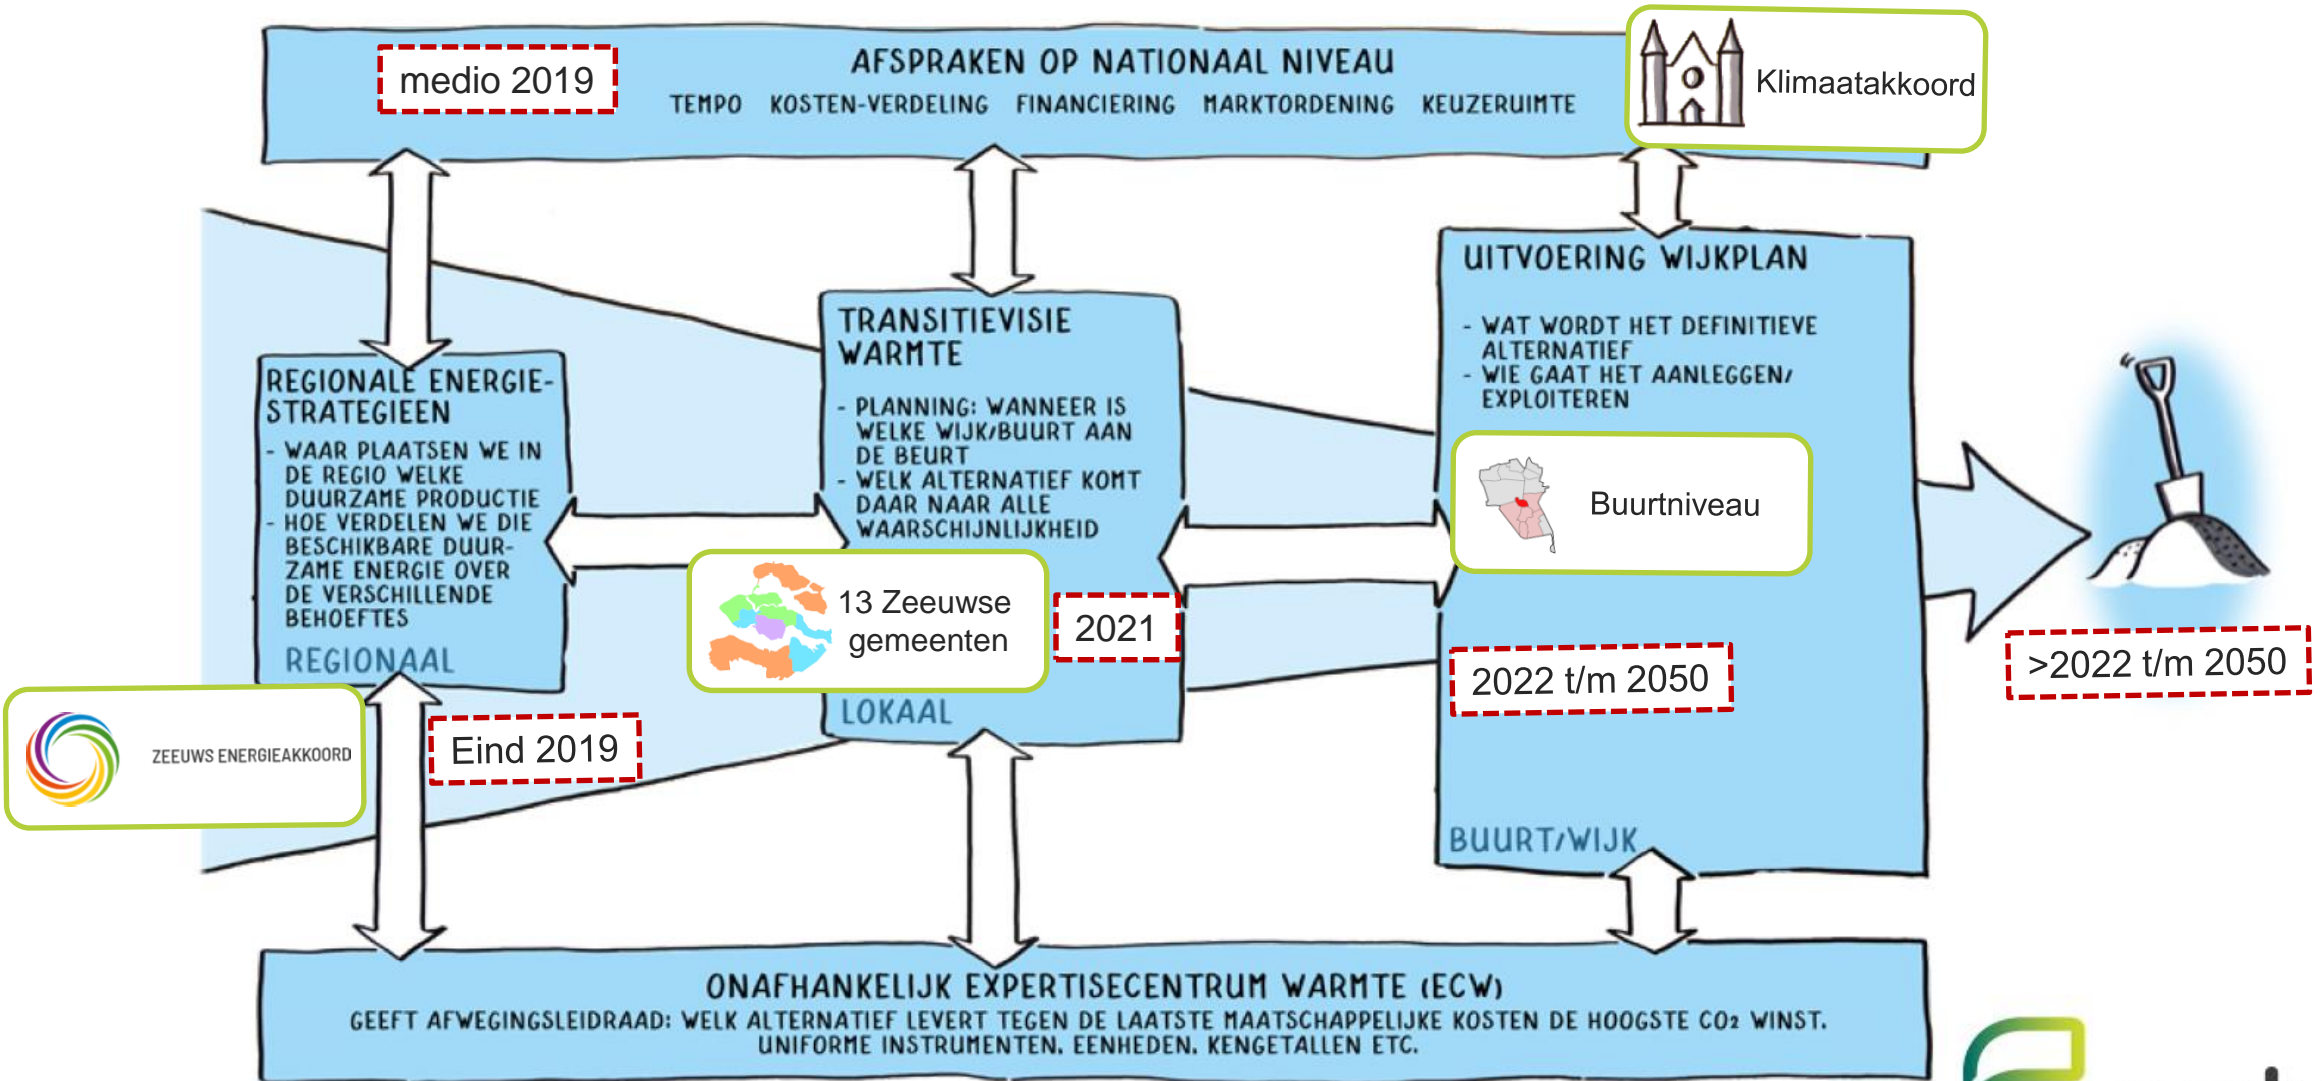 AFSPRAKEN OP NATIONAAL NIVEAU
medio 2019
TEMPO KOSTEN-VERDELING FINANCIERING MARKTORDENING KEUZERUIMTE
Klimaatakkoord
REGIONALE ENERGIE-
STRATEGIEEN
- WAAR PLAATSEN WE IN
DE REGIO WELKE
DUURZAME PRODUCTIE
- HOE VERDELEN WE DIE
BESCHIKBARE DUUR-
ZAME ENERGIE OVER
DE VERSCHILLENDE
BEHOEFTES
REGIONAAL
ZEEUWS ENERGIEAKKOORD
Eind 2019
TRANSITIEVISIE
WARMTE
- PLANNING: WANNEER IS
WELKE WIJK/BUURT AAN
DE BEURT
- WELK ALTERNATIEF KOMT
DAAR NAAR ALLE
WAARSCHIJNLIJKHEID
13 Zeeuwse
gemeenten
2021
LOKAAL
UITVOERING WIJKPLAN
- WAT WORDT HET DEFINITIEVE
ALTERNATIEF
- WIE GAAT HET AANLEGGEN/
EXPLOITEREN
Buurtniveau
2022 t/m 2050
BUURT/WIJK
>2022 t/m 2050
ONAFHANKELIJK EXPERTISECENTRUM WARMTE (ECW)
GEEFT AFWEGINGSLEIDRAAD: WELK ALTERNATIEF LEVERT TEGEN DE LAATSTE MAATSCHAPPELIJKE KOSTEN DE HOOGSTE CO2 WINST.
UNIFORME INSTRUMENTEN. EENHEDEN. KENGETALLEN ETC.